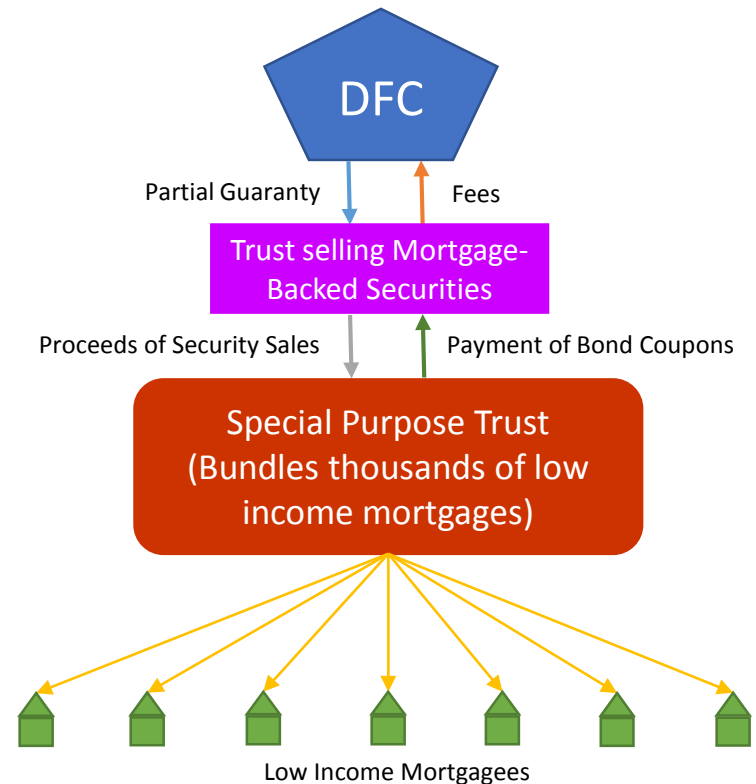 DFC
Partial Guaranty
Fees
Trust selling Mortgage-
Backed Securities
Proceeds of Security Sales
Payment of Bond Coupons
Special Purpose Trust
(Bundles thousands of low
income mortgages)
Low Income Mortgagees